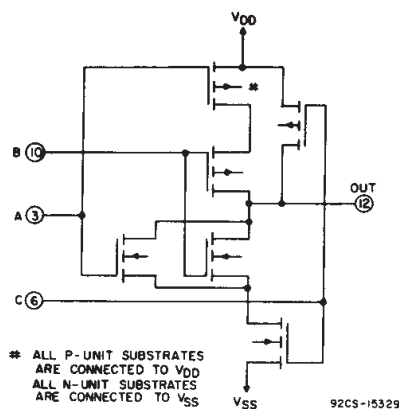 VDD
*
B 10
OUT
A 3
12
C 6
* ALL P-UNIT SUBSTRATES
ARE CONNECTED TO VDD
ALL N-UNIT SUBSTRATES
ARE CONNECTED TO VSS
VSS
92CS-15329